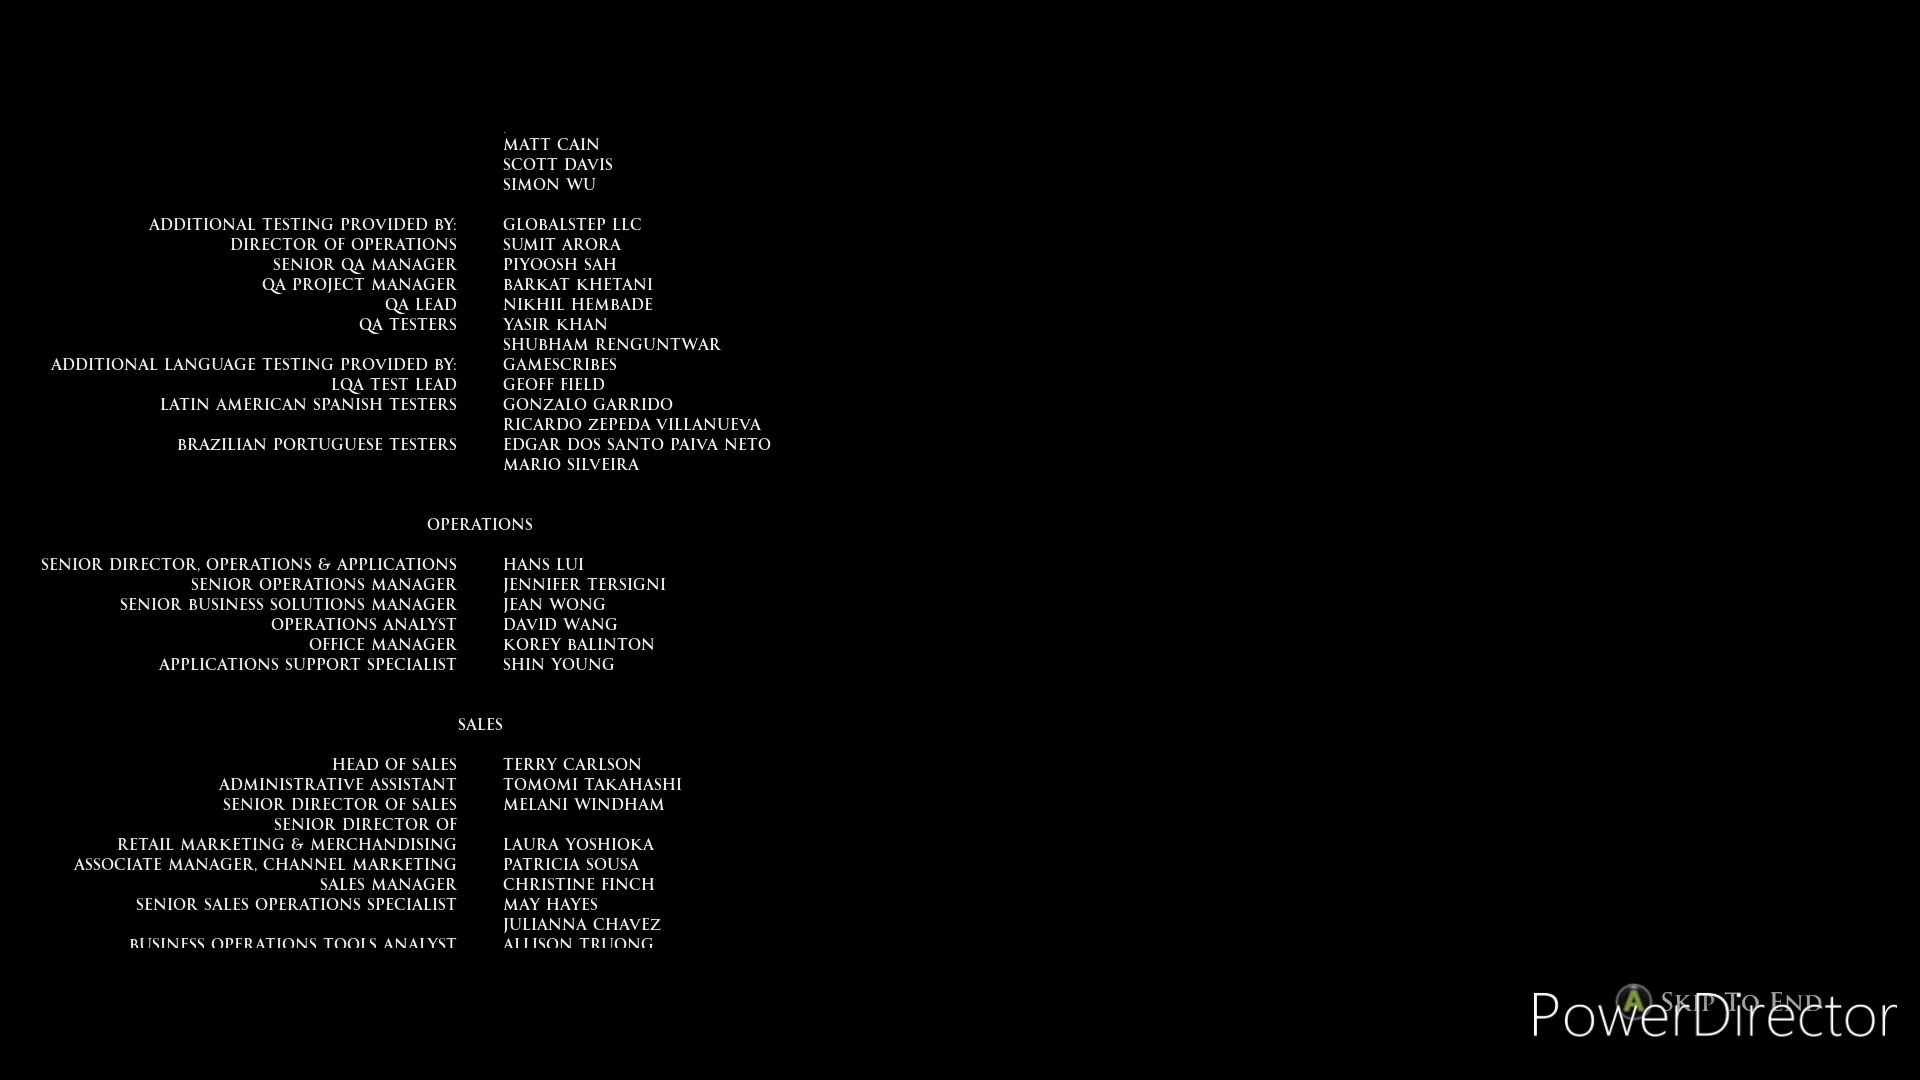 MATT CAIN
SCOTT DAVIS
SIMON WU
ADDITIONAL TESTING PROVIDED BY: GLOBALSTEP LLC
DIRECTOR OF OPERATIONS SUMIT ARORA
SENIOR QA MANAGER PIYOOSH SAH
QA PROJECT MANAGER BARKAT KHETANI
QA LEAD NIKHIL HEMBADE
QA TESTERS YASIR KHAN
SHUBHAM RENGUNTWAR
ADDITIONAL LANGUAGE TESTING PROVIDED BY: GAMESCRIBES
LQA TEST LEAD GEOFF FIELD
LATIN AMERICAN SPANISH TESTERS GONZALO GARRIDO
RICARDO ZEPEDA VILLANUEVA
BRAZILIAN PORTUGUESE TESTERS EDGAR DOS SANTO PAIVA NETO
MARIO SILVEIRA
OPERATIONS
SENIOR DIRECTOR, OPERATIONS & APPLICATIONS HANS LUI
SENIOR OPERATIONS MANAGER JENNIFER TERSIGNI
SENIOR BUSINESS SOLUTIONS MANAGER JEAN WONG
OPERATIONS ANALYST DAVID WANG
OFFICE MANAGER KOREY BALINTON
APPLICATIONS SUPPORT SPECIALIST SHIN YOUNG
SALES
HEAD OF SALES TERRY CARLSON
ADMINISTRATIVE ASSISTANT TOMOMI TAKAHASHI
SENIOR DIRECTOR OF SALES MELANI WINDHAM
SENIOR DIRECTOR OF
RETAIL MARKETING & MERCHANDISING LAURA YOSHIOKA
ASSOCIATE MANAGER, CHANNEL MARKETING PATRICIA SOUSA
SALES MANAGER CHRISTINE FINCH
SENIOR SALES OPERATIONS SPECIALIST MAY HAYES
JULIANNA CHAVEZ
BUSINESS OPERATIONS TOOLS ANALYST ALLISON TRUONG
A SKIP TO END
PowerDirector